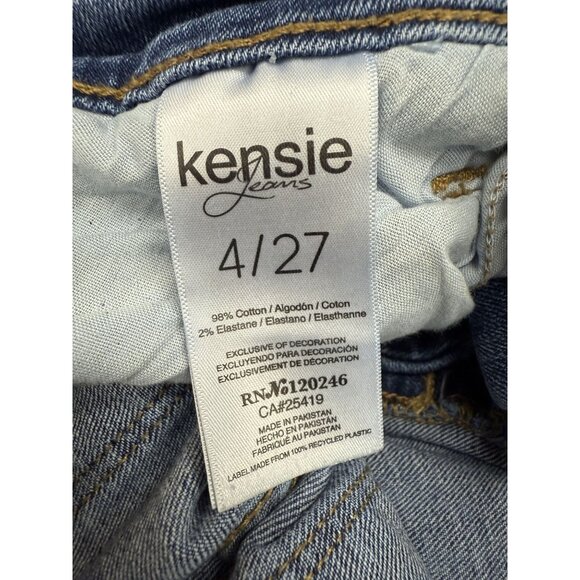 kensie
Jeans
4/27
98% Cotton / Algodón / Coton
2% Elastane / Elastano / Elasthanne
EXCLUSIVE OF DECORATION
EXCLUYENDO PARA DECORACIÓN
EXCLUSIVEMENT DE DÉCORATION
RN№120246
CA#25419
MADE IN PAKISTAN
HECHO EN PAKISTÁN
FABRIQUÉ AU PAKISTAN
LABEL MADE FROM 100% RECYCLED PLASTIC